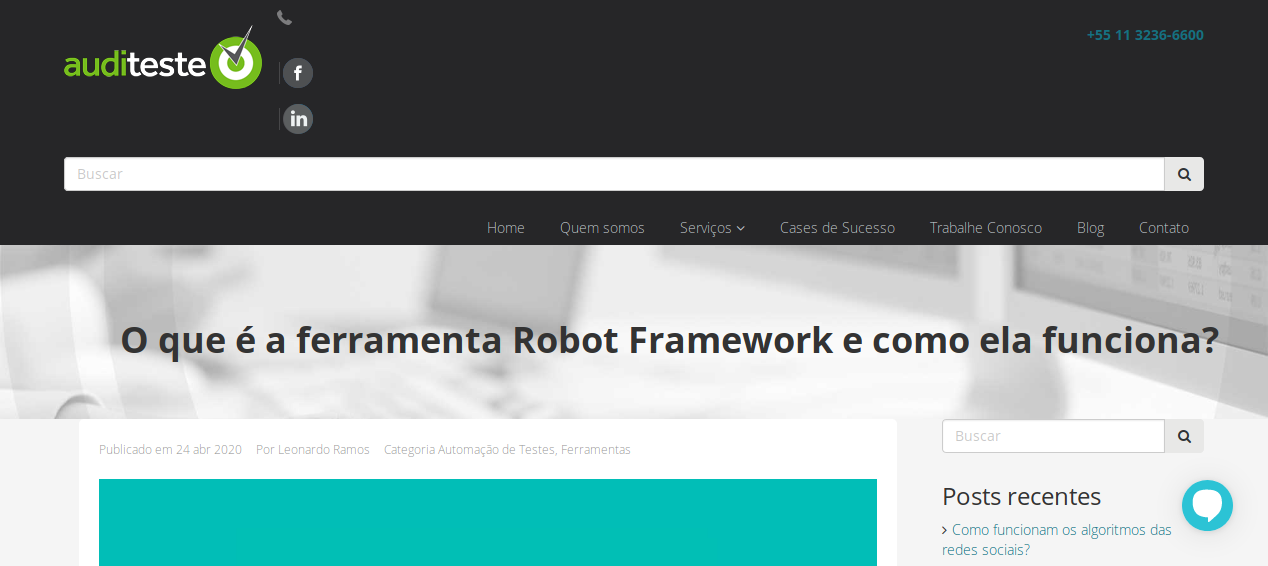 auditeste
+55 11 3236-6600
f
in
Buscar
Home Quem somos Serviços Cases de Sucesso Trabalhe Conosco Blog Contato
O que é a ferramenta Robot Framework e como ela funciona?
Publicado em 24 abr 2020 Por Leonardo Ramos Categoria Automação de Testes, Ferramentas
Buscar
Posts recentes
Como funcionam os algoritmos das
redes sociais?